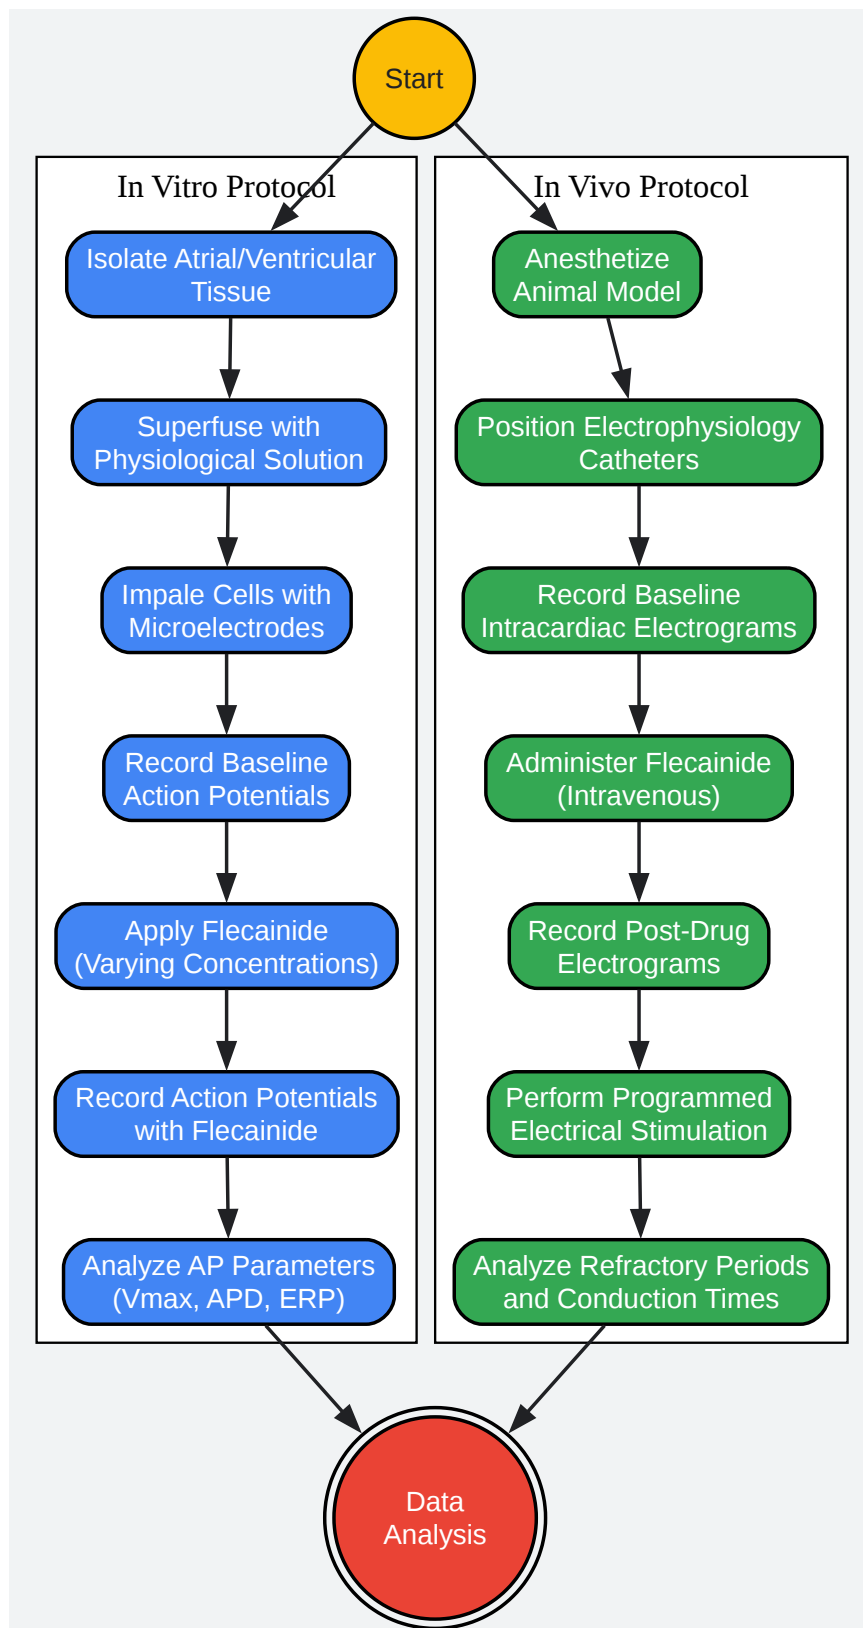 Start
In Vitro Protocol
Isolate Atrial/Ventricular
Tissue
Superfuse with
Physiological Solution
Impale Cells with
Microelectrodes
Record Baseline
Action Potentials
Apply Flecainide
(Varying Concentrations)
Record Action Potentials
with Flecainide
Analyze AP Parameters
(Vmax, APD, ERP)
In Vivo Protocol
Anesthetize
Animal Model
Position Electrophysiology
Catheters
Record Baseline
Intracardiac Electrograms
Administer Flecainide
(Intravenous)
Record Post-Drug
Electrograms
Perform Programmed
Electrical Stimulation
Analyze Refractory Periods
and Conduction Times
Data
Analysis